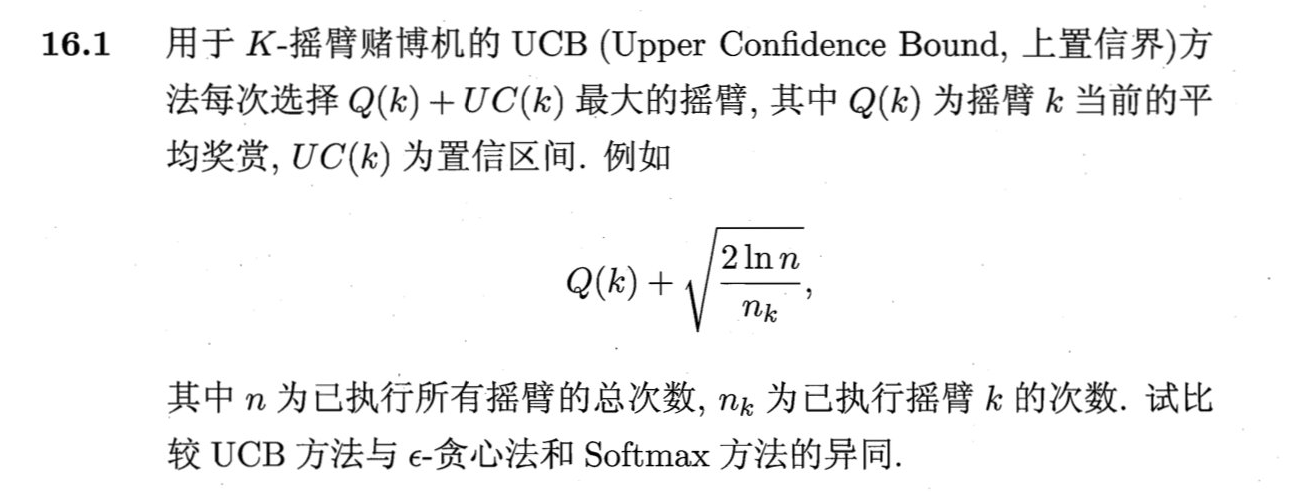 16.1 用于 K-摇臂赌博机的 UCB (Upper Confidence Bound, 上置信界)方
法每次选择 Q(k) + UC(k) 最大的摇臂, 其中 Q(k) 为摇臂 k 当前的平
均奖赏, UC(k) 为置信区间. 例如
Q(k) + √(2 ln n / n_k),
其中 n 为已执行所有摇臂的总次数, n_k 为已执行摇臂 k 的次数. 试比
较 UCB 方法与 ϵ-贪心法和 Softmax 方法的异同.